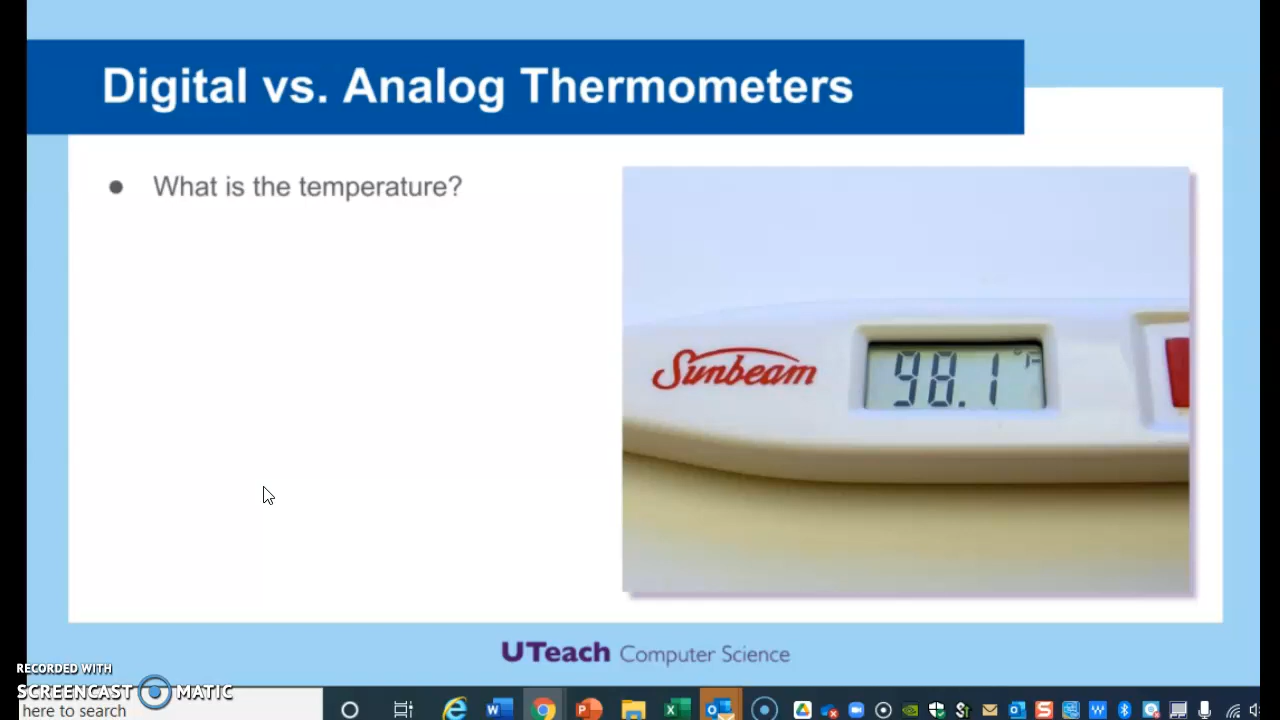 Digital vs. Analog Thermometers
● What is the temperature?
Sunbeam
98.1 °F
UTeach Computer Science
RECORDED WITH
SCREENCAST MATIC
here to search